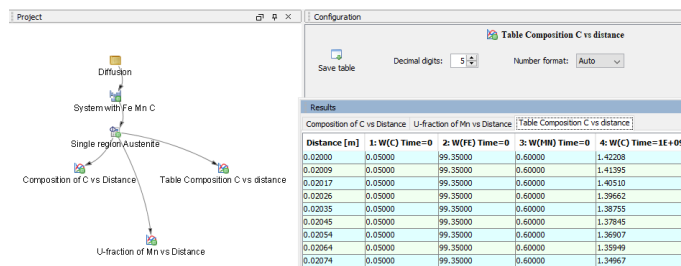 Project
Diffusion
System with Fe Mn C
Single region Austenite
Composition of C vs Distance
Table Composition C vs distance
U-fraction of Mn vs Distance
Configuration
Table Composition C vs distance
Save table
Decimal digits: 5
Number format: Auto
Results
Composition of C vs Distance U-fraction of Mn vs Distance Table Composition C vs distance
Distance [m] 1: W(C) Time=0 2: W(FE) Time=0 3: W(MN) Time=0 4: W(C) Time=1E+09
0.02000 0.05000 99.35000 0.60000 1.42208
0.02009 0.05000 99.35000 0.60000 1.41395
0.02017 0.05000 99.35000 0.60000 1.40510
0.02026 0.05000 99.35000 0.60000 1.39662
0.02035 0.05000 99.35000 0.60000 1.38755
0.02045 0.05000 99.35000 0.60000 1.37845
0.02054 0.05000 99.35000 0.60000 1.36907
0.02064 0.05000 99.35000 0.60000 1.35949
0.02074 0.05000 99.35000 0.60000 1.34967